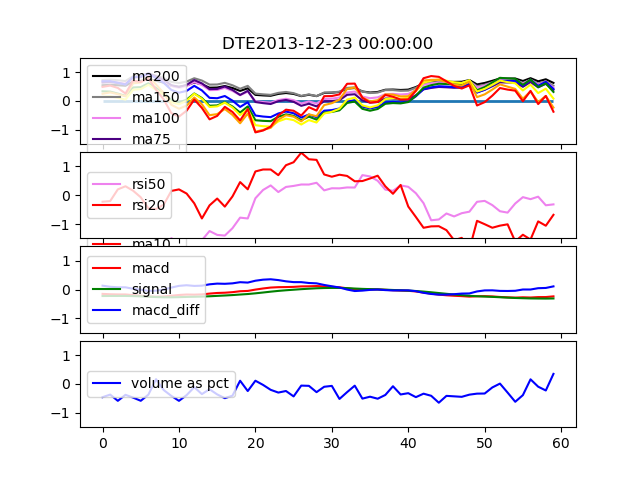 DTE2013-12-23 00:00:00
1
0
−1
ma200
ma150
ma100
ma75
1
0
−1
rsi50
rsi20
ma10
1
0
−1
macd
signal
macd_diff
1
0
−1
volume as pct
0 10 20 30 40 50 60